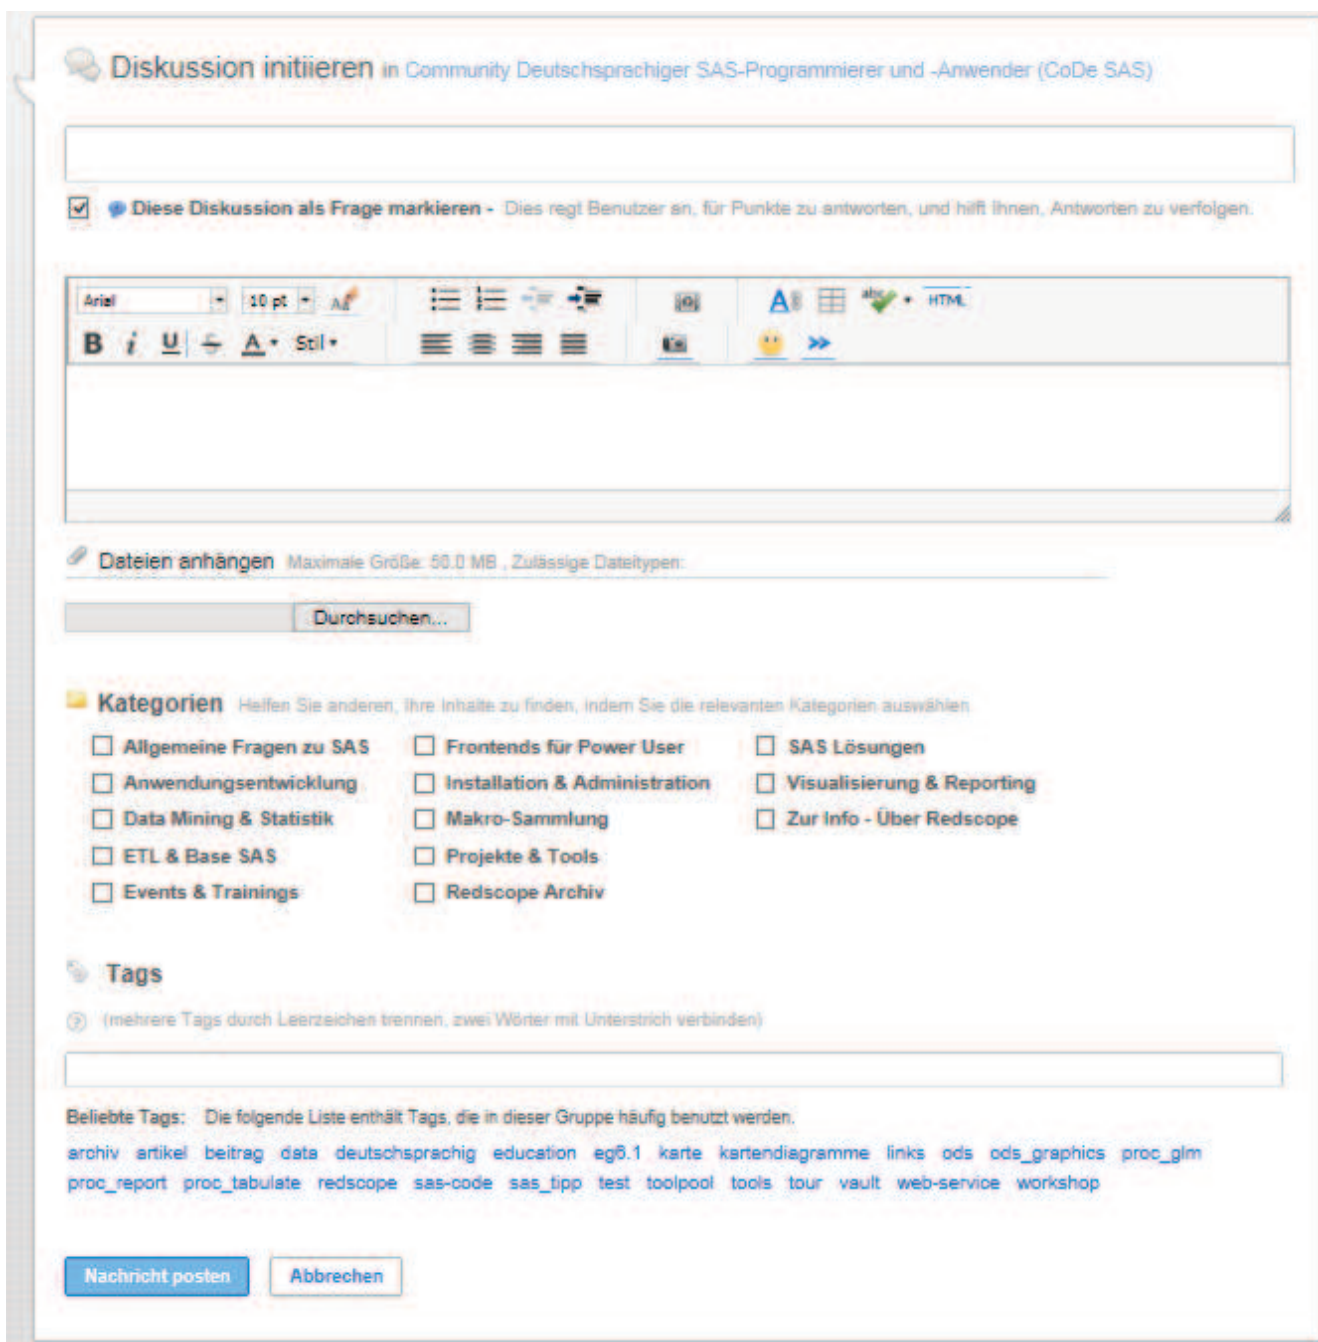 Diskussion initiieren in Community Deutschsprachiger SAS-Programmierer und -Anwender (CoDe SAS)
Diese Diskussion als Frage markieren - Dies regt Benutzer an, für Punkte zu antworten, und hilft Ihnen, Antworten zu verfolgen.
Arial 10 pt A abc HTML
B i U S A Stil
Dateien anhängen Maximale Größe: 50.0 MB , Zulässige Dateitypen:
Durchsuchen...
Kategorien Helfen Sie anderen, Ihre Inhalte zu finden, indem Sie die relevanten Kategorien auswählen
Allgemeine Fragen zu SAS Frontends für Power User SAS Lösungen
Anwendungsentwicklung Installation & Administration Visualisierung & Reporting
Data Mining & Statistik Makro-Sammlung Zur Info - Über Redscope
ETL & Base SAS Projekte & Tools
Events & Trainings Redscope Archiv
Tags
(mehrere Tags durch Leerzeichen trennen, zwei Wörter mit Unterstrich verbinden)
Beliebte Tags: Die folgende Liste enthält Tags, die in dieser Gruppe häufig benutzt werden.
archiv artikel beitrag data deutschsprachig education eg6.1 karte kartendiagramme links ods ods_graphics proc_glm
proc_report proc_tabulate redscope sas-code sas_tipp test toolpool tools tour vault web-service workshop
Nachricht posten Abbrechen